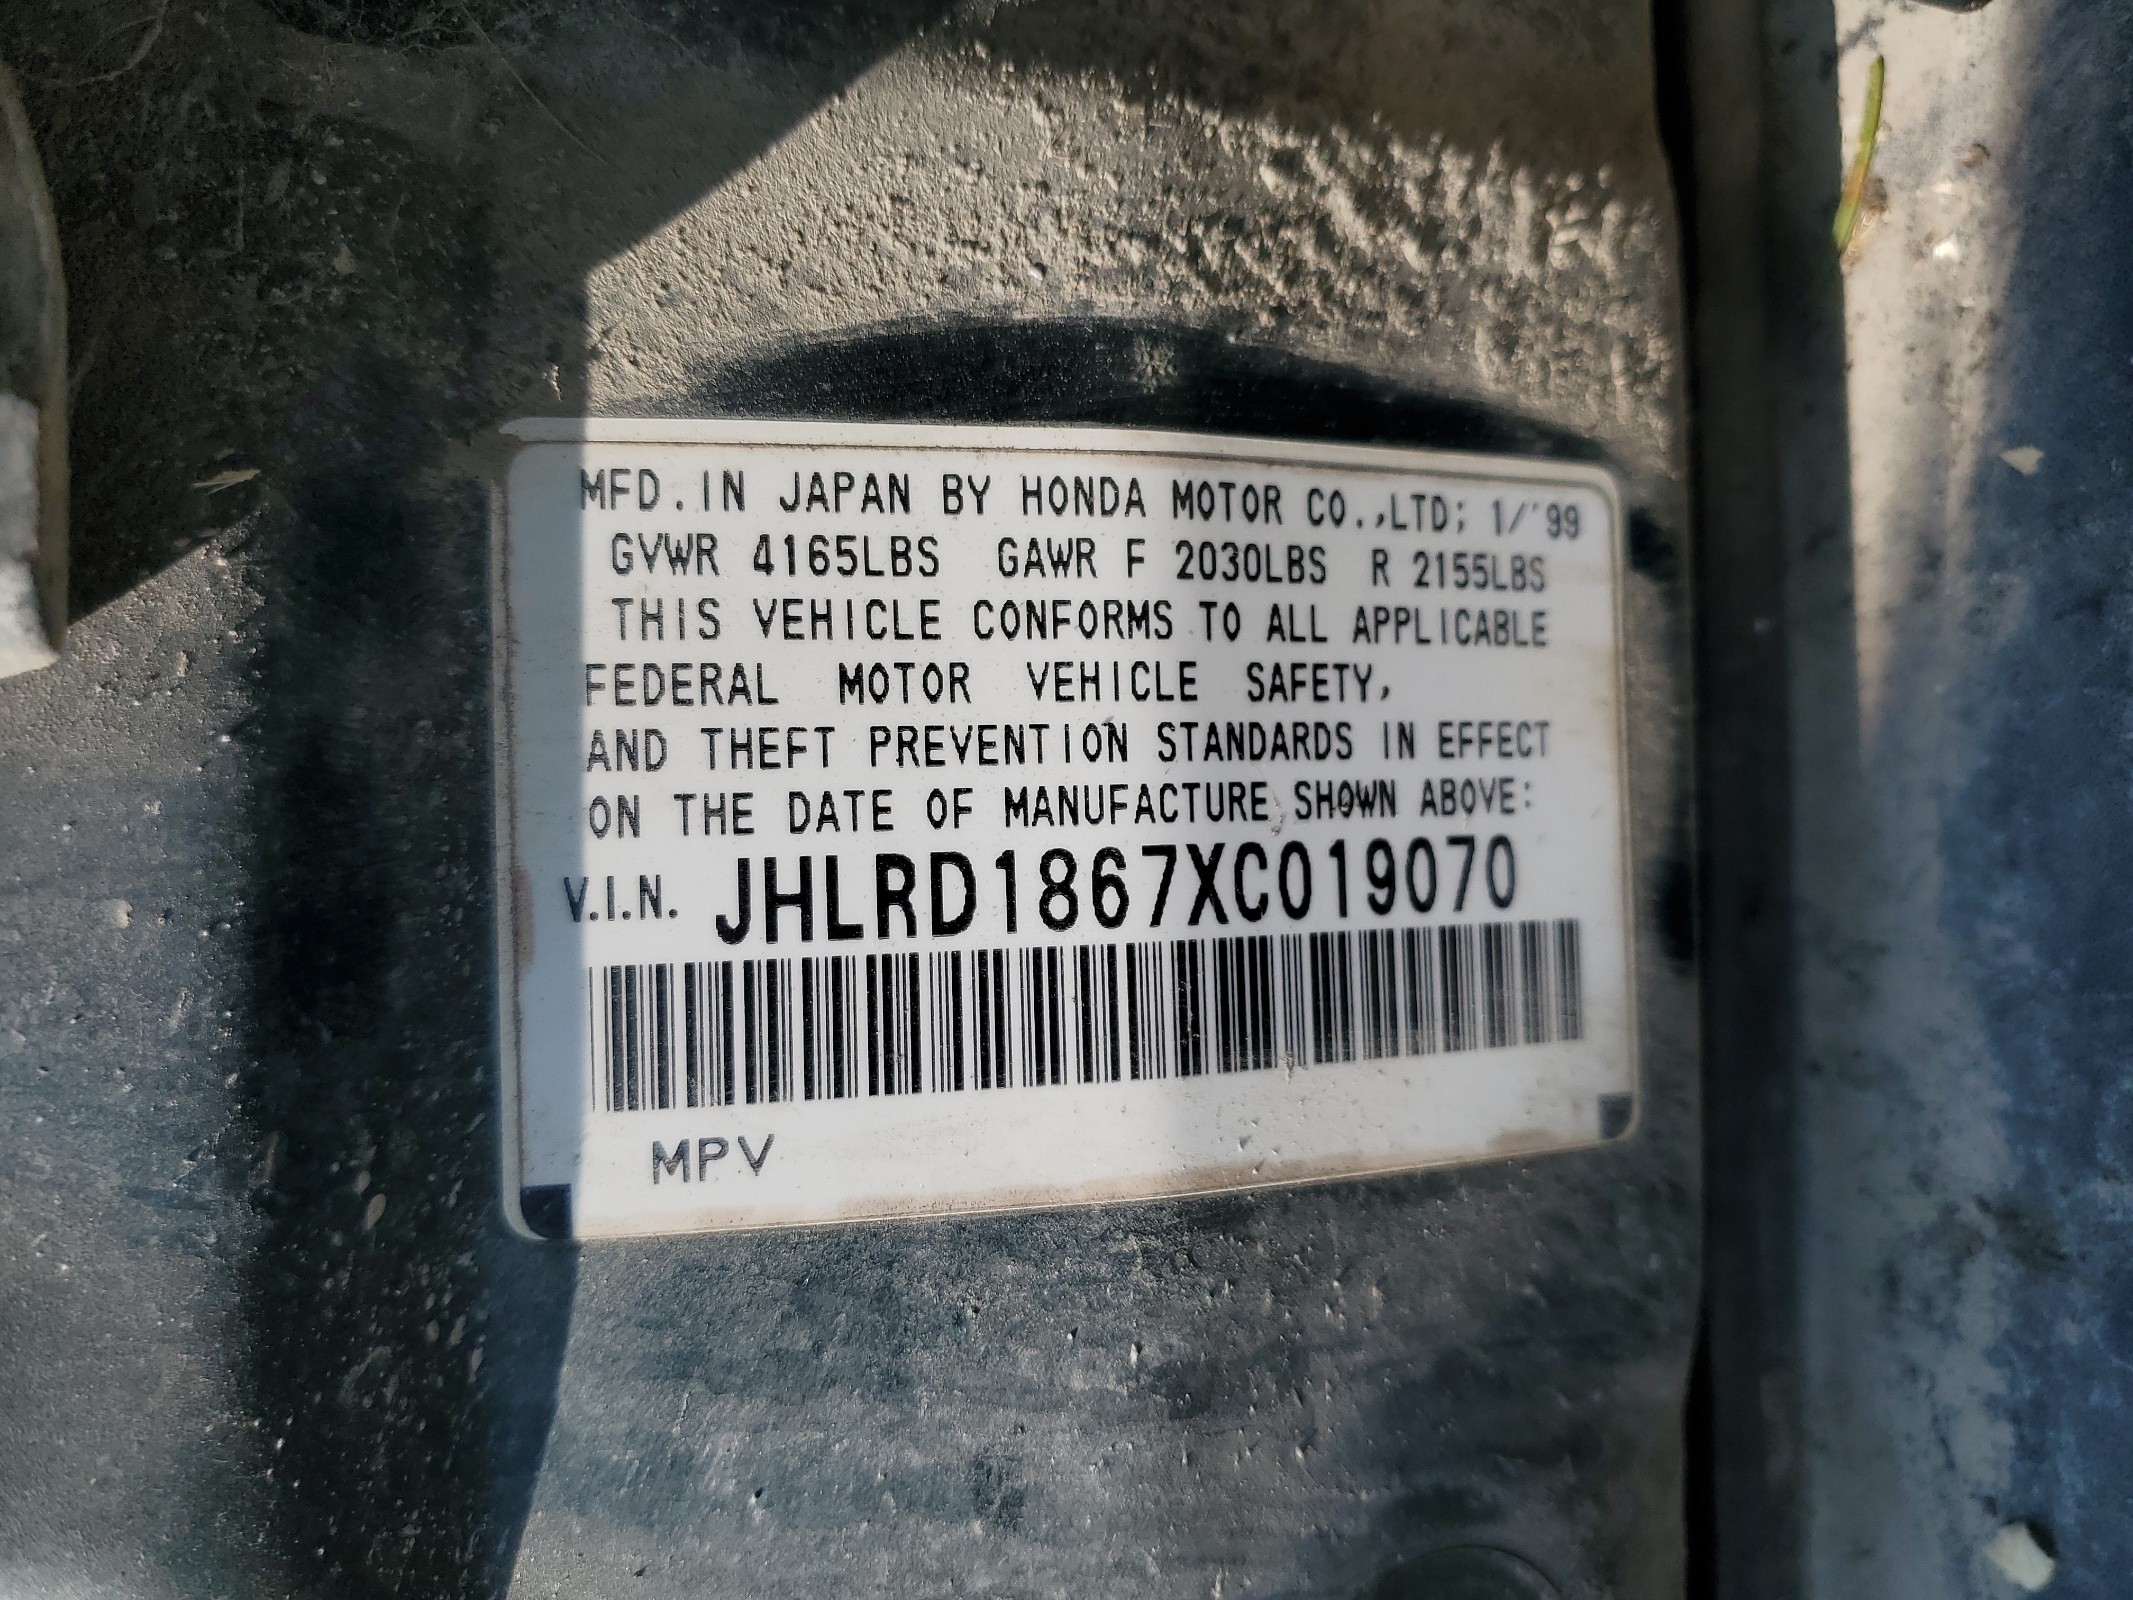 MFD. IN JAPAN BY HONDA MOTOR CO.,LTD; 1/'99
GVWR 4165LBS GAWR F 2030LBS R 2155LBS
THIS VEHICLE CONFORMS TO ALL APPLICABLE
FEDERAL MOTOR VEHICLE SAFETY,
AND THEFT PREVENTION STANDARDS IN EFFECT
ON THE DATE OF MANUFACTURE SHOWN ABOVE:
V.I.N. JHLRD1867XC019070
MPV